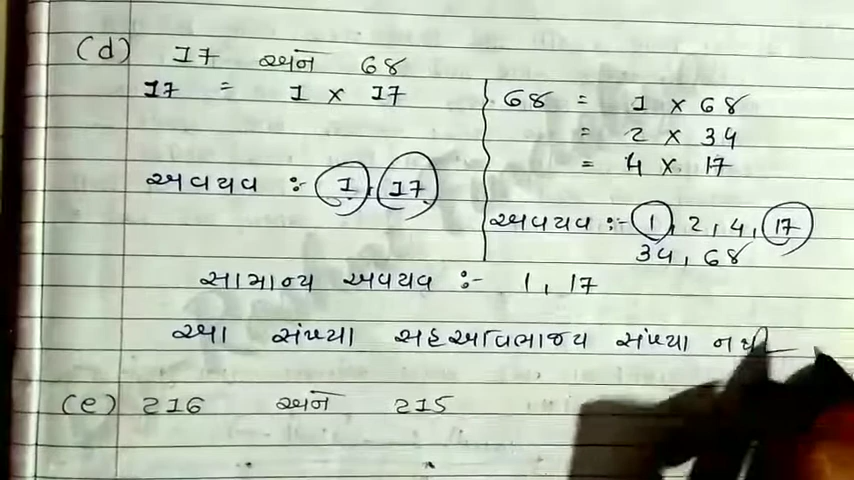 (d) 17 અને 68
17 = 1 x 17
અવયવ :- 1, 17
68 = 1 x 68
= 2 x 34
= 4 x 17
અવયવ :- 1, 2, 4, 17
34, 68
સામાન્ય અવયવ :- 1, 17
આ સંખ્યા સહઅવિભાજય સંખ્યા નથી
(e) 216 અને 215